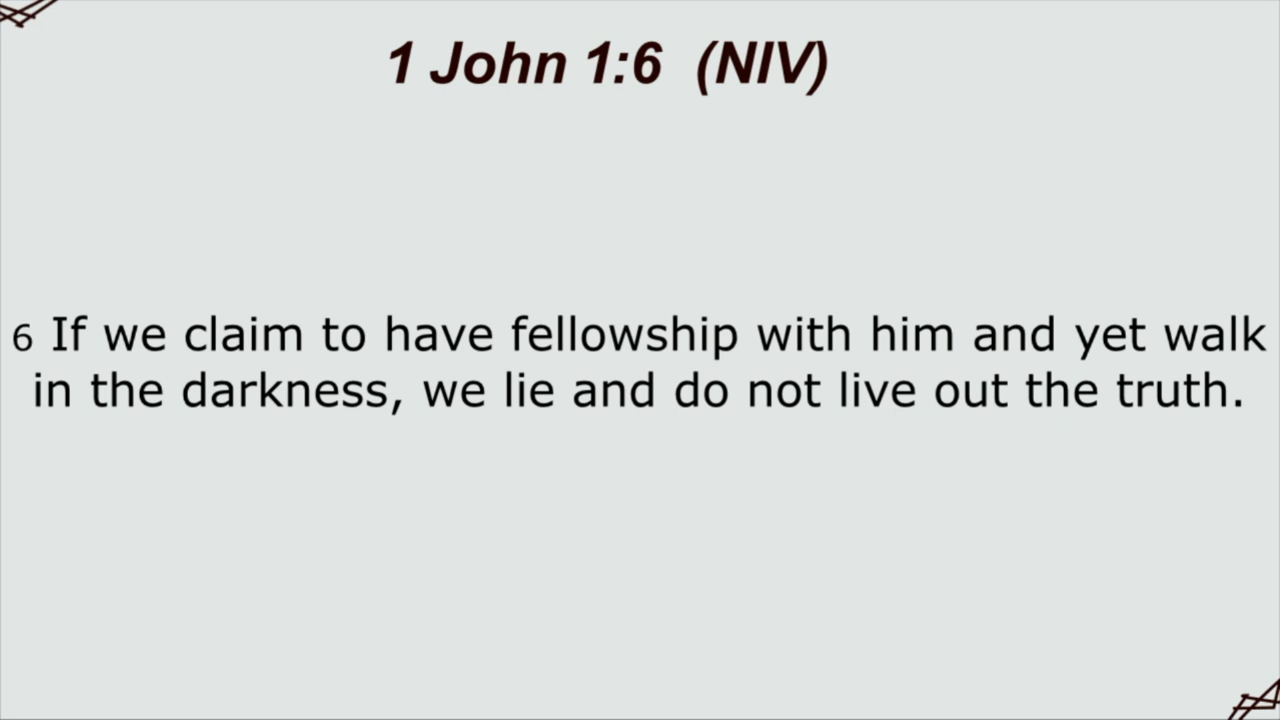 1 John 1:6 (NIV)
6 If we claim to have fellowship with him and yet walk
in the darkness, we lie and do not live out the truth.